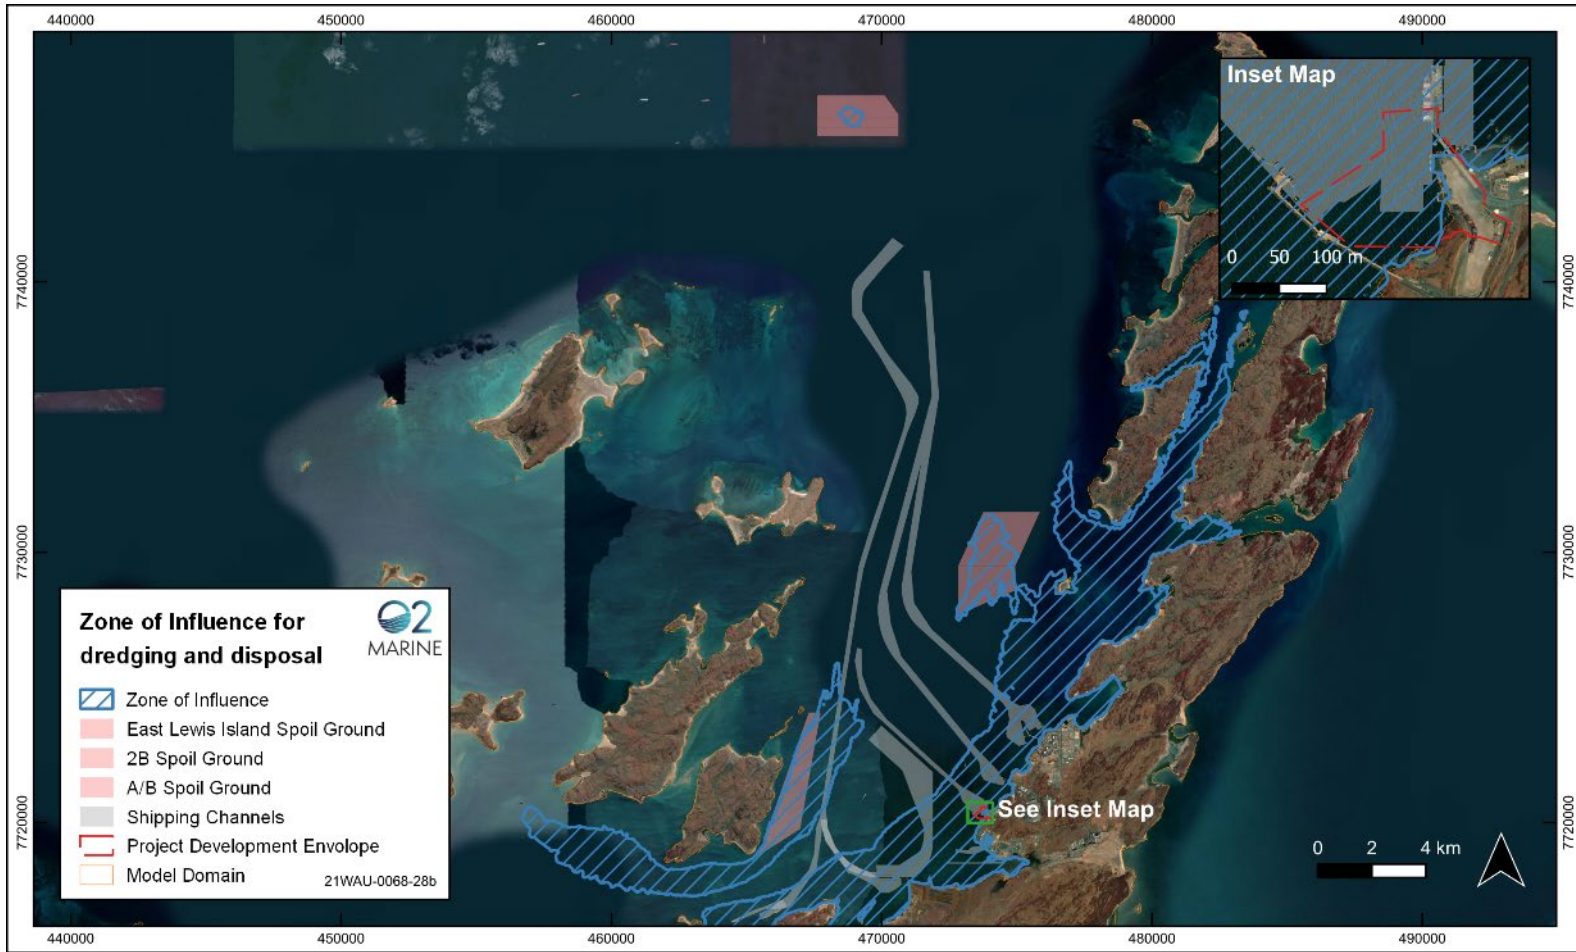 440000 450000 460000 470000 480000 490000
Inset Map
0 50 100 m
7740000 7740000
7730000 7730000
7720000 7720000
Zone of Influence for
dredging and disposal
O2
MARINE
Zone of Influence
East Lewis Island Spoil Ground
2B Spoil Ground
A/B Spoil Ground
Shipping Channels
Project Development Envelope
Model Domain
21WAU-0068-28b
See Inset Map
0 2 4 km
440000 450000 460000 470000 480000 490000